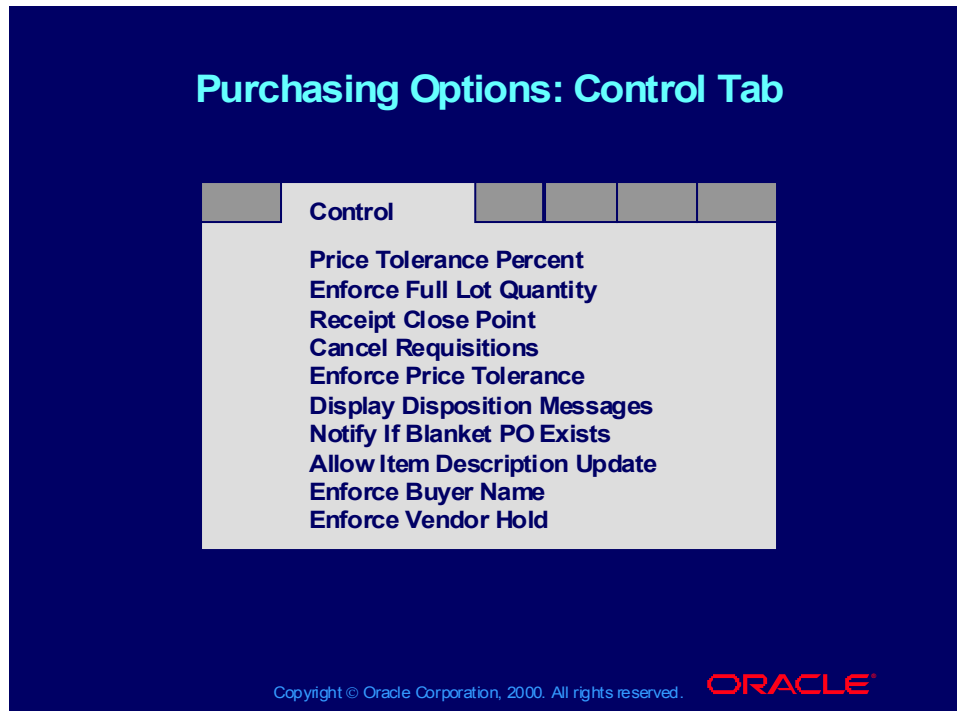 Purchasing Options: Control Tab
Control
Price Tolerance Percent
Enforce Full Lot Quantity
Receipt Close Point
Cancel Requisitions
Enforce Price Tolerance
Display Disposition Messages
Notify If Blanket PO Exists
Allow Item Description Update
Enforce Buyer Name
Enforce Vendor Hold
Copyright © Oracle Corporation, 2000. All rights reserved.
ORACLE®